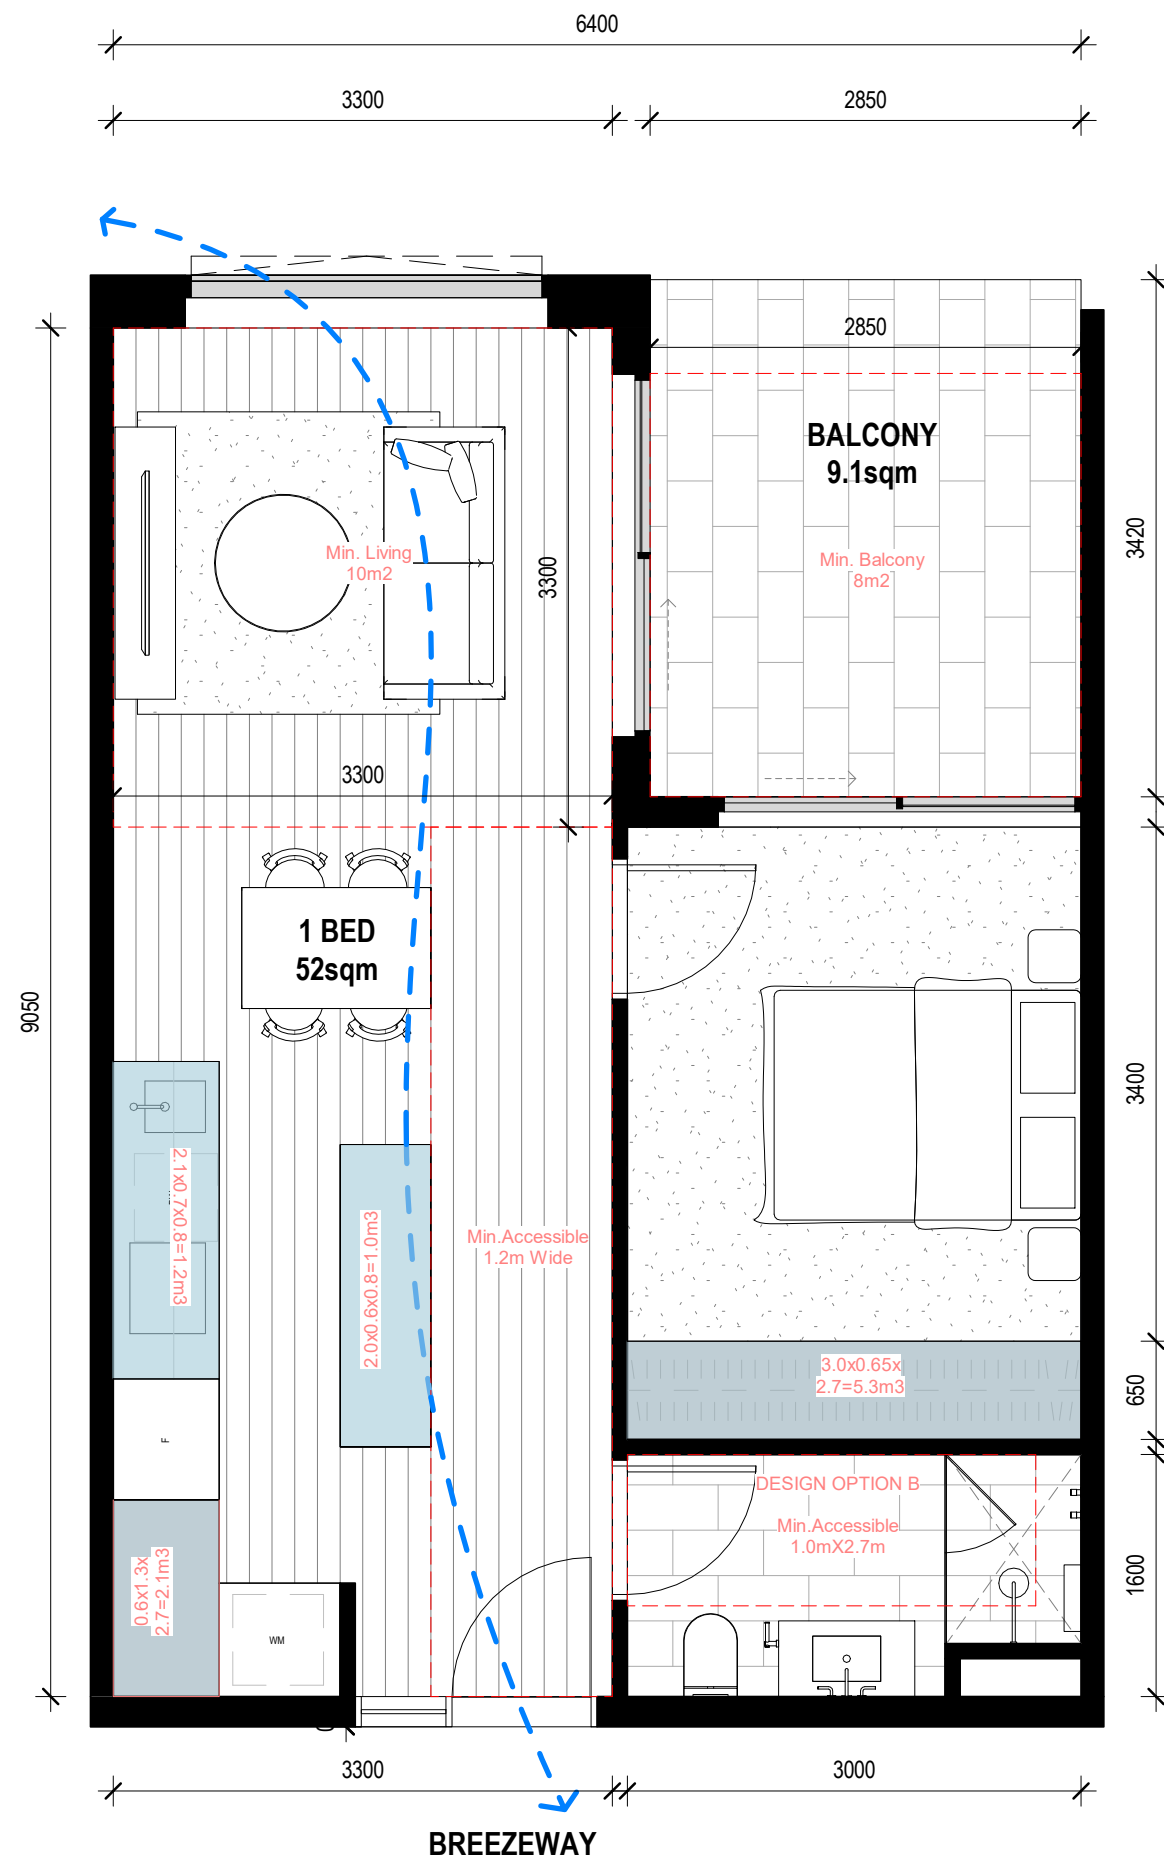 6400
3300
2850
2850
BALCONY
9.1sqm
Min. Living
10m2
3300
Min. Balcony
8m2
3420
3300
1 BED
52sqm
9050
3400
2.1x0.7x0.8=1.2m3
2.0x0.6x0.8=1.0m3
Min.Accessible
1.2m Wide
3.0x0.65x
2.7=5.3m3
650
F
DESIGN OPTION B
Min.Accessible
1.0mX2.7m
0.6x1.3x
2.7=2.1m3
WM
1600
3300
3000
BREEZEWAY